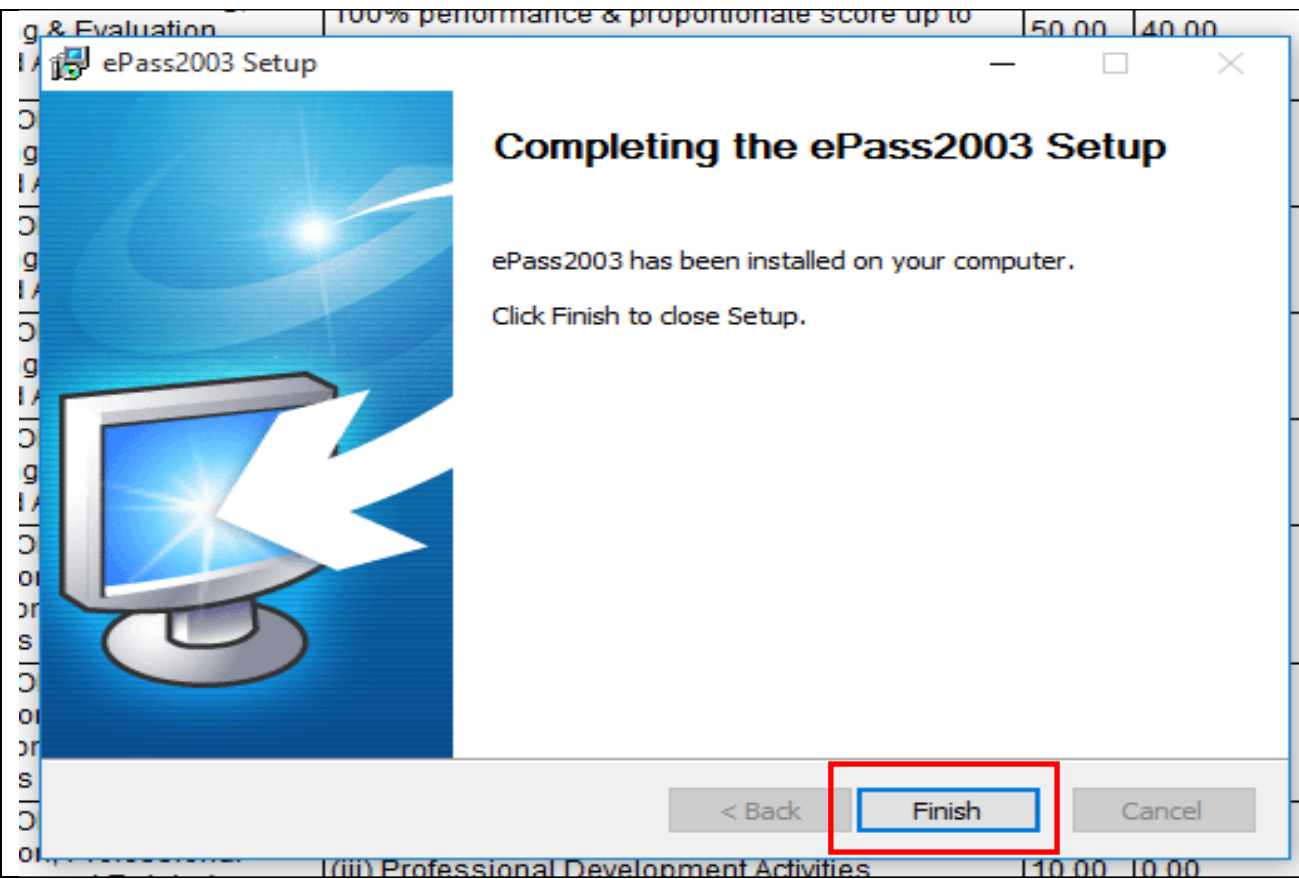 100% performance & proportionate score up to
g & Evaluation
50.00 40.00
ePass2003 Setup
Completing the ePass2003 Setup
ePass2003 has been installed on your computer.
Click Finish to close Setup.
< Back
Finish
Cancel
(iii) Professional Development Activities
10.00 0.00